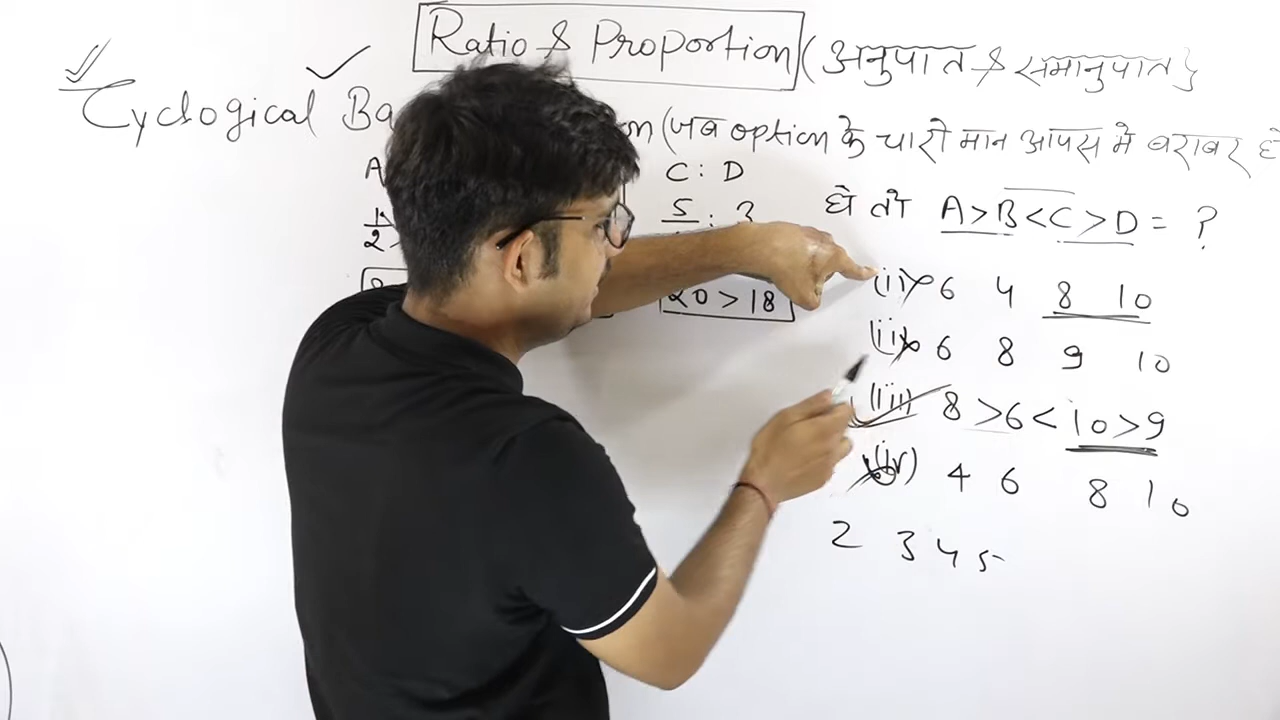 Ratio & Proportion (अनुपात & समानुपात}
Cyclogical Ba on (जब option के चारो मान आपस मे बराबर
A C : D
1/2 5 : 3
20 > 18
घे तो A > B < C > D = ?
(i) 6 4 8 10
(ii) 6 8 9 10
(iii) 8 > 6 < 10 > 9
(iv) 4 6 8 10
2 3 4 5